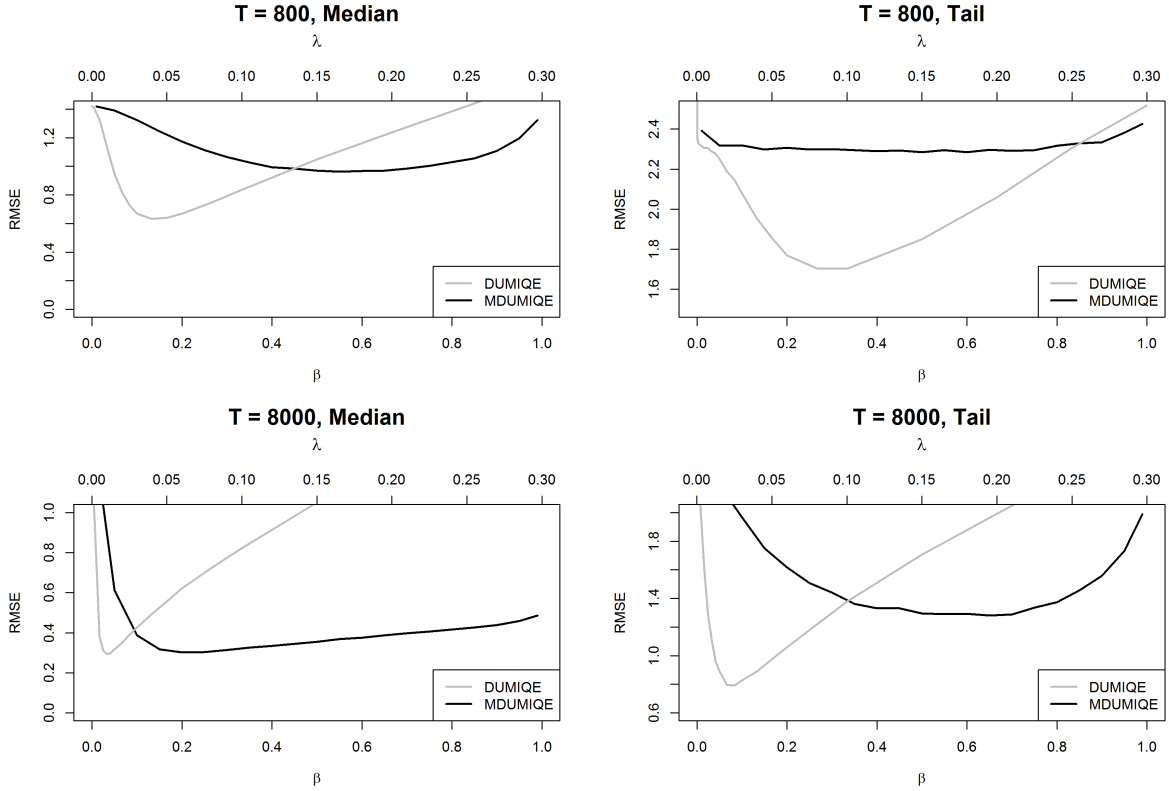 T = 800, Median
λ
0.00 0.05 0.10 0.15 0.20 0.25 0.30
RMSE
0.0 0.4 0.8 1.2
DUMIQE
MDUMIQE
0.0 0.2 0.4 0.6 0.8 1.0
β
T = 800, Tail
λ
0.00 0.05 0.10 0.15 0.20 0.25 0.30
RMSE
1.6 1.8 2.0 2.2 2.4
DUMIQE
MDUMIQE
0.0 0.2 0.4 0.6 0.8 1.0
β
T = 8000, Median
λ
0.00 0.05 0.10 0.15 0.20 0.25 0.30
RMSE
0.0 0.2 0.4 0.6 0.8 1.0
DUMIQE
MDUMIQE
0.0 0.2 0.4 0.6 0.8 1.0
β
T = 8000, Tail
λ
0.00 0.05 0.10 0.15 0.20 0.25 0.30
RMSE
0.6 1.0 1.4 1.8
DUMIQE
MDUMIQE
0.0 0.2 0.4 0.6 0.8 1.0
β